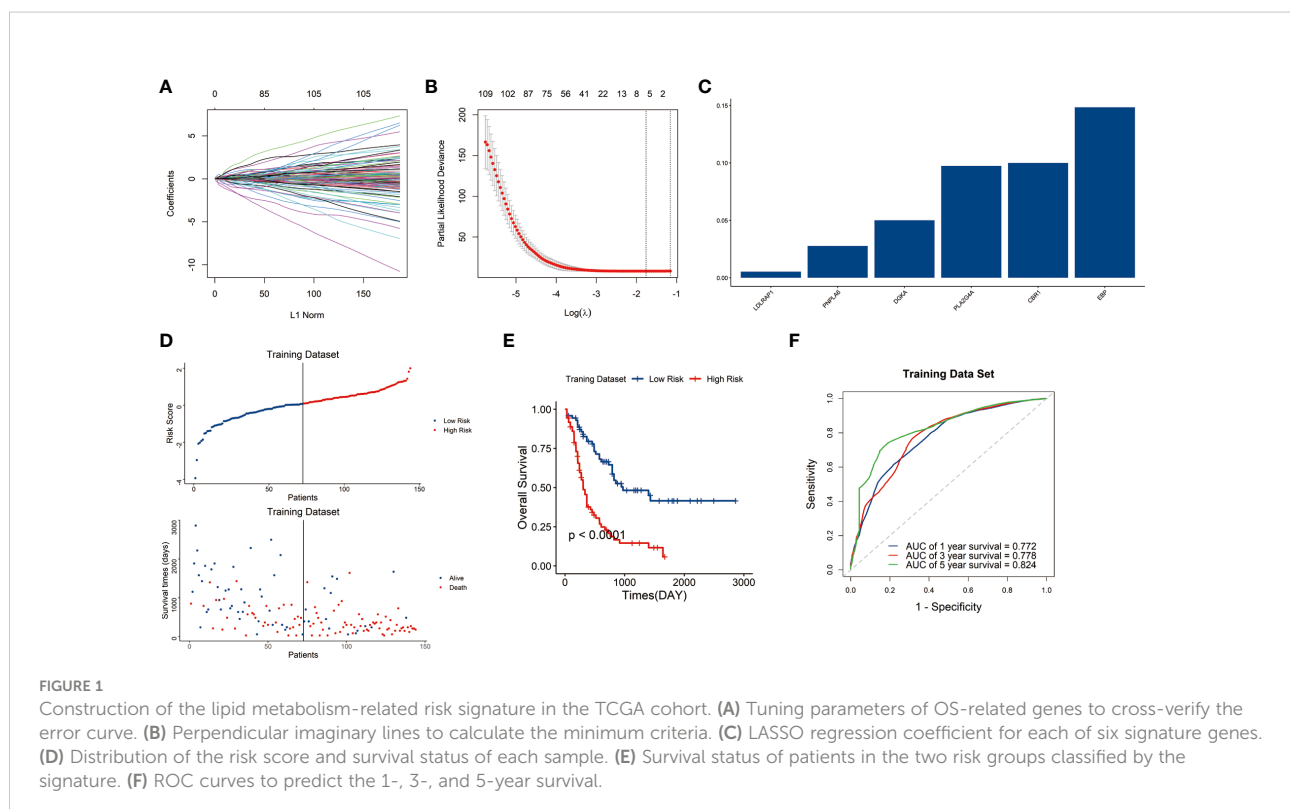 A
0 85 105 105
5
0
-5
-10
Coefficients
0 50 100 150
L1 Norm
B
109 102 87 75 56 41 22 13 8 5 2
200
150
100
50
Partial Likelihood Deviance
-5 -4 -3 -2 -1
Log(λ)
C
0.15
0.10
0.05
0.00
LDLRAP1 PNPLA6 DGKA PLA2G4A CBR1 EBP
D
Training Dataset
2
0
-2
-4
Risk Score
Low Risk
High Risk
0 50 100 150
Patients
Training Dataset
3000
2000
1000
0
Survival times (days)
Alive
Death
0 50 100 150
Patients
E
Traning Dataset Low Risk High Risk
1.00
0.75
0.50
0.25
0.00
Overall Survival
p < 0.0001
0 1000 2000 3000
Times(DAY)
F
Training Data Set
1.0
0.8
0.6
0.4
0.2
0.0
Sensitivity
AUC of 1 year survival = 0.772
AUC of 3 year survival = 0.778
AUC of 5 year survival = 0.824
0.0 0.2 0.4 0.6 0.8 1.0
1 - Specificity
FIGURE 1
Construction of the lipid metabolism-related risk signature in the TCGA cohort. (A) Tuning parameters of OS-related genes to cross-verify the
error curve. (B) Perpendicular imaginary lines to calculate the minimum criteria. (C) LASSO regression coefficient for each of six signature genes.
(D) Distribution of the risk score and survival status of each sample. (E) Survival status of patients in the two risk groups classified by the
signature. (F) ROC curves to predict the 1-, 3-, and 5-year survival.